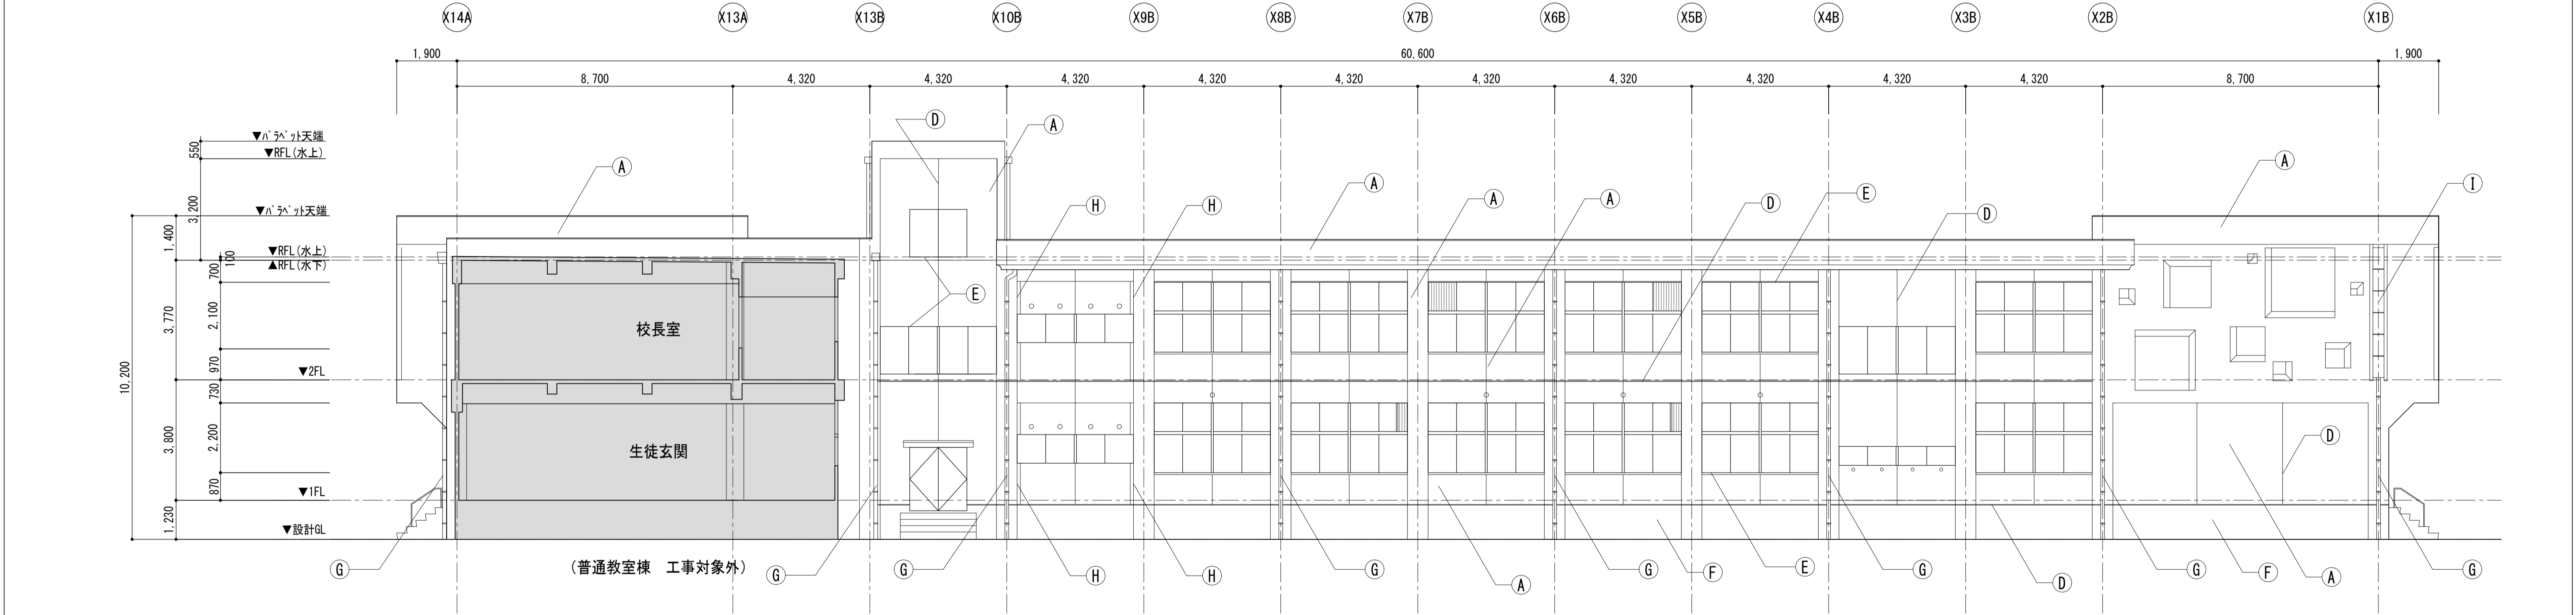 X14A X13A X13B X10B X9B X8B X7B X6B X5B X4B X3B X2B X1B
1,900 60,600 1,900
8,700 4,320 4,320 4,320 4,320 4,320 4,320 4,320 4,320 4,320 4,320 8,700
D
A
▼パラペット天端
550
▼RFL(水上)
A
A
A
E
I
3,200
▼パラペット天端
H
H
A
A
D
D
1,400
▼RFL(水上)
100
▲RFL(水下)
700
E
3,770
2,100
校長室
10,200
970
▼2FL
730
3,800
2,200
生徒玄関
D
870
▼1FL
1,230
▼設計GL
(普通教室棟 工事対象外)
G
G
G
H
H
G
A
G
F
E
G
D
G
F
A
G